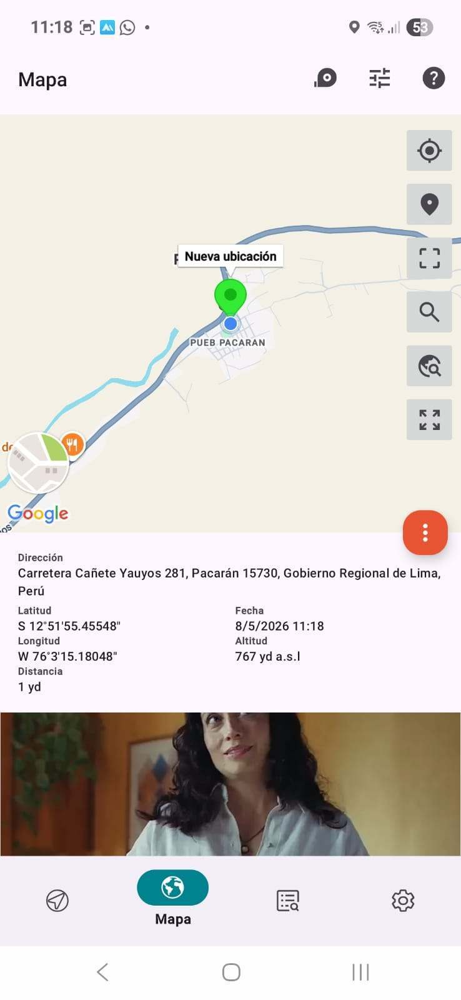 11:18
53
Mapa
Nueva ubicación
PUEB PACARAN
de
Google
os
Dirección
Carretera Cañete Yauyos 281, Pacarán 15730, Gobierno Regional de Lima,
Perú
Latitud
S 12°51'55.45548"
Fecha
8/5/2026 11:18
Longitud
W 76°3'15.18048"
Altitud
767 yd a.s.l
Distancia
1 yd
Mapa